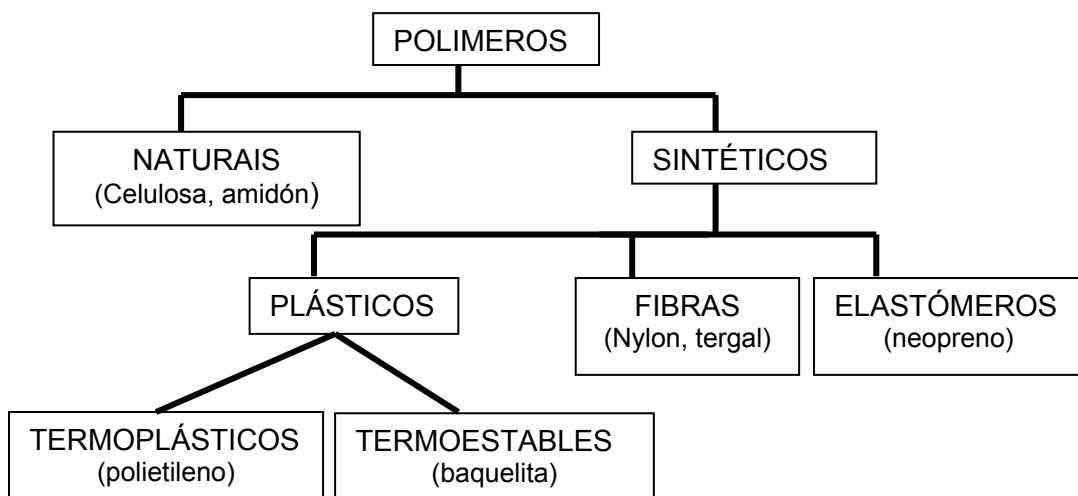 POLIMEROS
NATURAIS
(Celulosa, amidón)
SINTÉTICOS
PLÁSTICOS
FIBRAS
(Nylon, tergal)
ELASTÓMEROS
(neopreno)
TERMOPLÁSTICOS
(polietileno)
TERMOESTABLES
(baquelita)